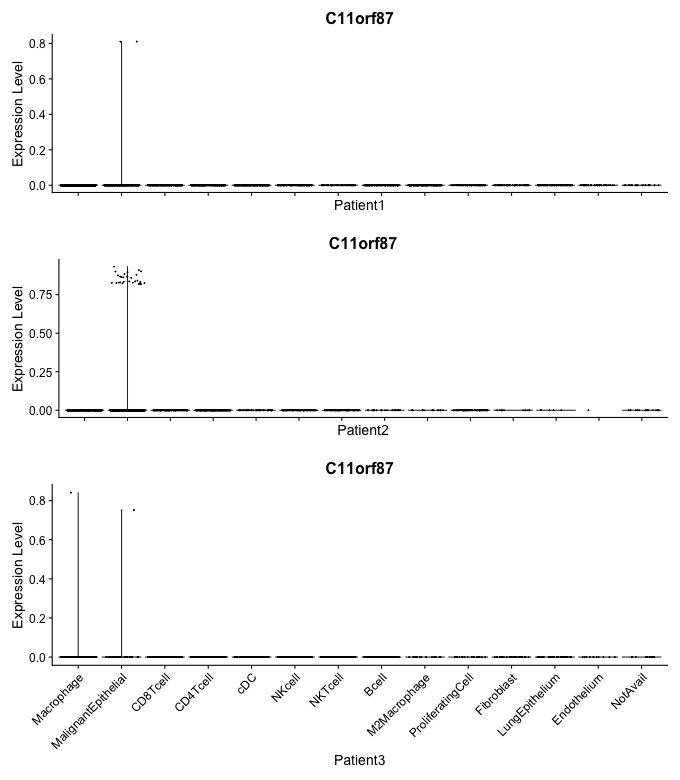 C11orf87
Expression Level
0.8
0.6
0.4
0.2
0.0
Patient1
C11orf87
Expression Level
0.75
0.50
0.25
0.00
Patient2
C11orf87
Expression Level
0.8
0.6
0.4
0.2
0.0
Macrophage
MalignantEpithelial
CD8Tcell
CD4Tcell
cDC
NKcell
NKTcell
Bcell
M2Macrophage
ProliferatingCell
Fibroblast
LungEpithelium
Endothelium
NotAvail
Patient3